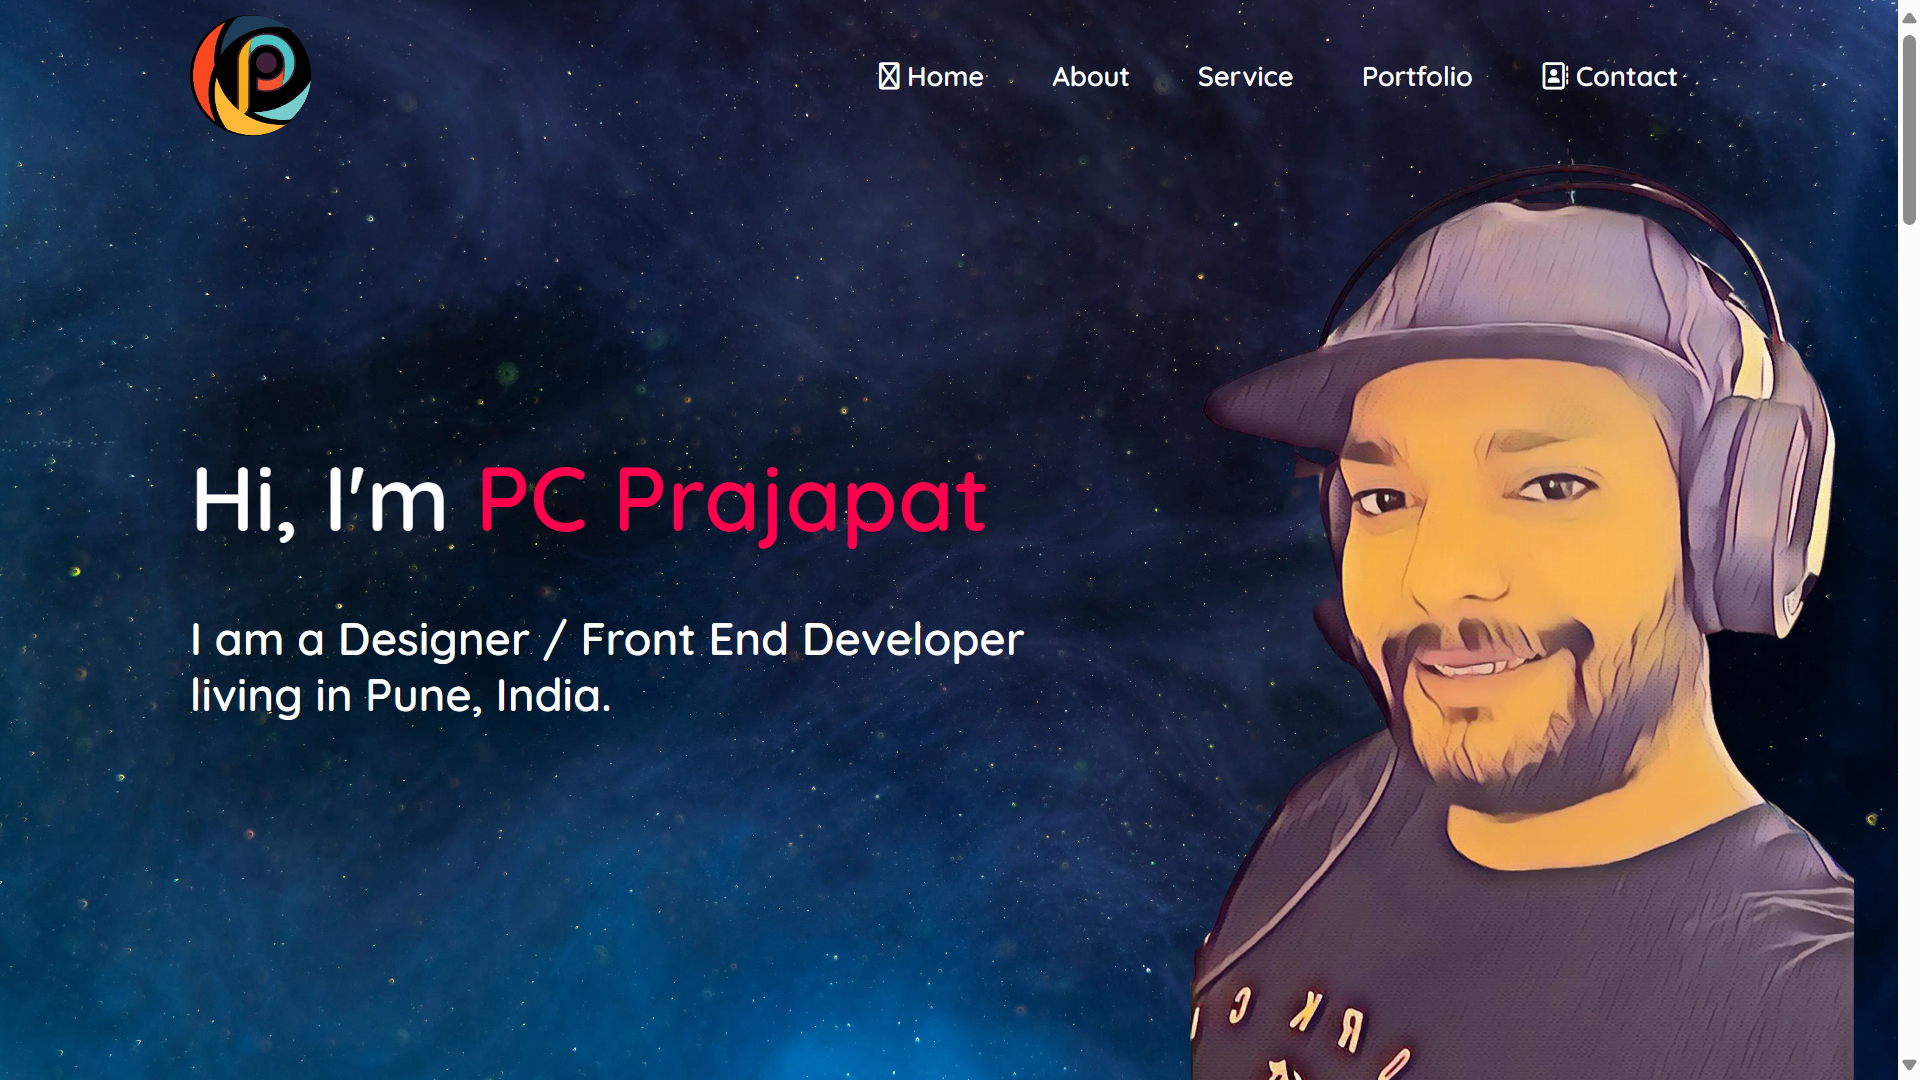 Home About Service Portfolio Contact
Hi, I'm PC Prajapat
I am a Designer / Front End Developer
living in Pune, India.